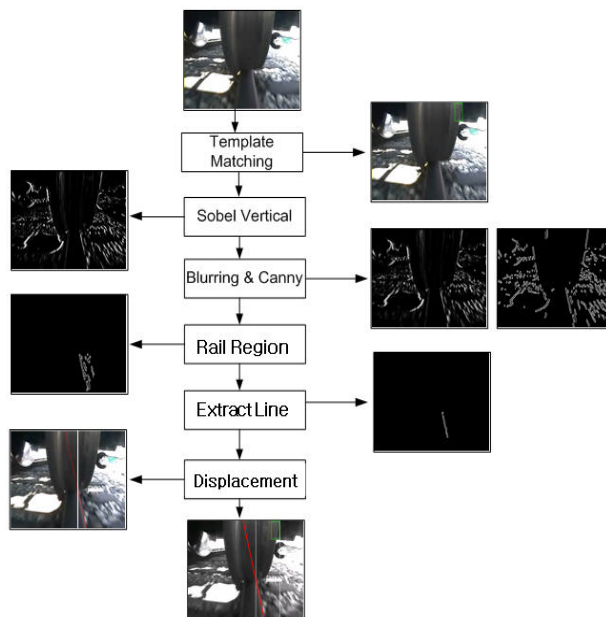 Template
Matching
Sobel Vertical
Blurring & Canny
Rail Region
Extract Line
Displacement